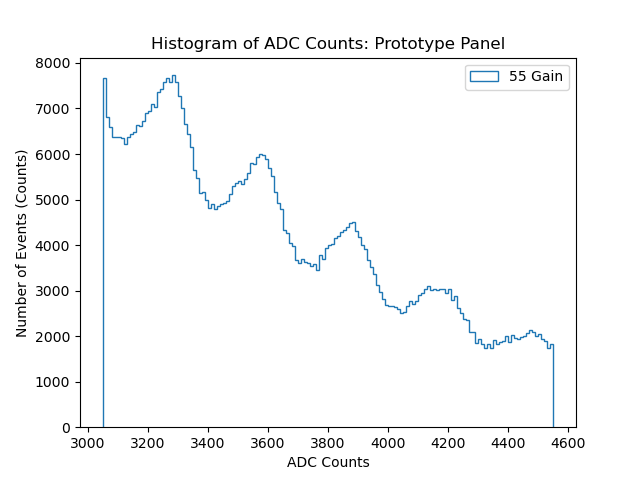 Histogram of ADC Counts: Prototype Panel
55 Gain
Number of Events (Counts)
8000
7000
6000
5000
4000
3000
2000
1000
0
3000 3200 3400 3600 3800 4000 4200 4400 4600
ADC Counts